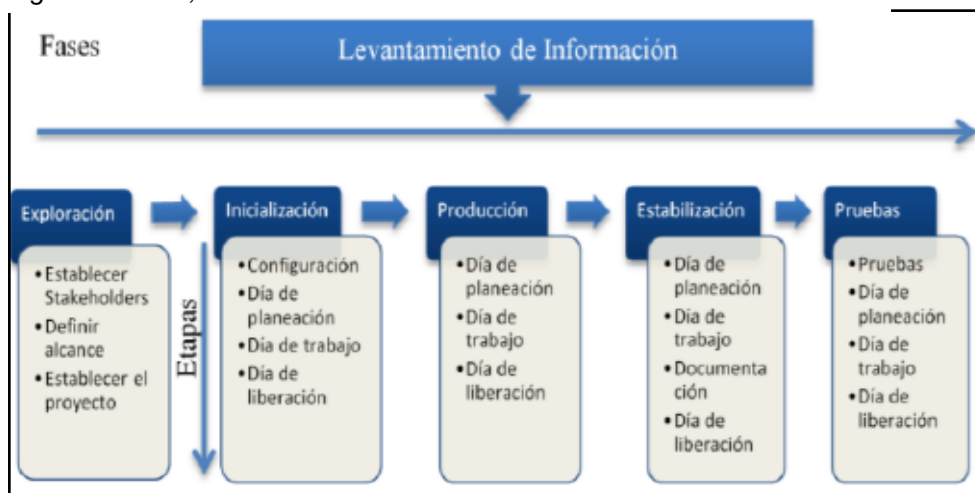 Fases
Levantamiento de Información
Exploración
•Establecer
Stakeholders
•Definir
alcance
•Establecer el
proyecto
Etapas
Inicialización
•Configuración
•Día de
planeación
•Día de trabajo
•Día de
liberación
Producción
•Día de
planeación
•Día de
trabajo
•Día de
liberación
Estabilización
•Día de
planeación
•Día de
trabajo
•Documenta
ción
•Día de
liberación
Pruebas
•Pruebas
•Día de
planeación
•Día de
trabajo
•Día de
liberación